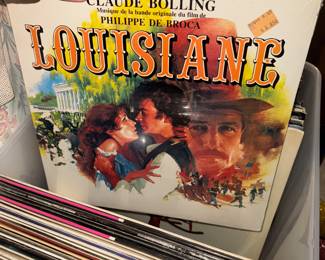 CLAUDE BOLLING
Musique de la bande originale du film de
PHILIPPE DE BROCA
LOUISIANE